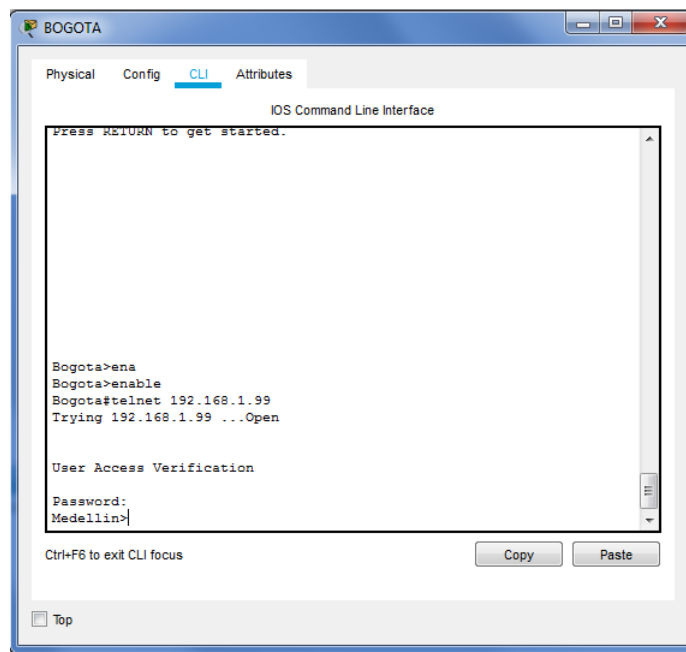 BOGOTA
Physical Config CLI Attributes
IOS Command Line Interface
Press RETURN to get started.
Bogota>ena
Bogota>enable
Bogota#telnet 192.168.1.99
Trying 192.168.1.99 ...Open
User Access Verification
Password:
Medellin>
Ctrl+F6 to exit CLI focus
Copy Paste
Top